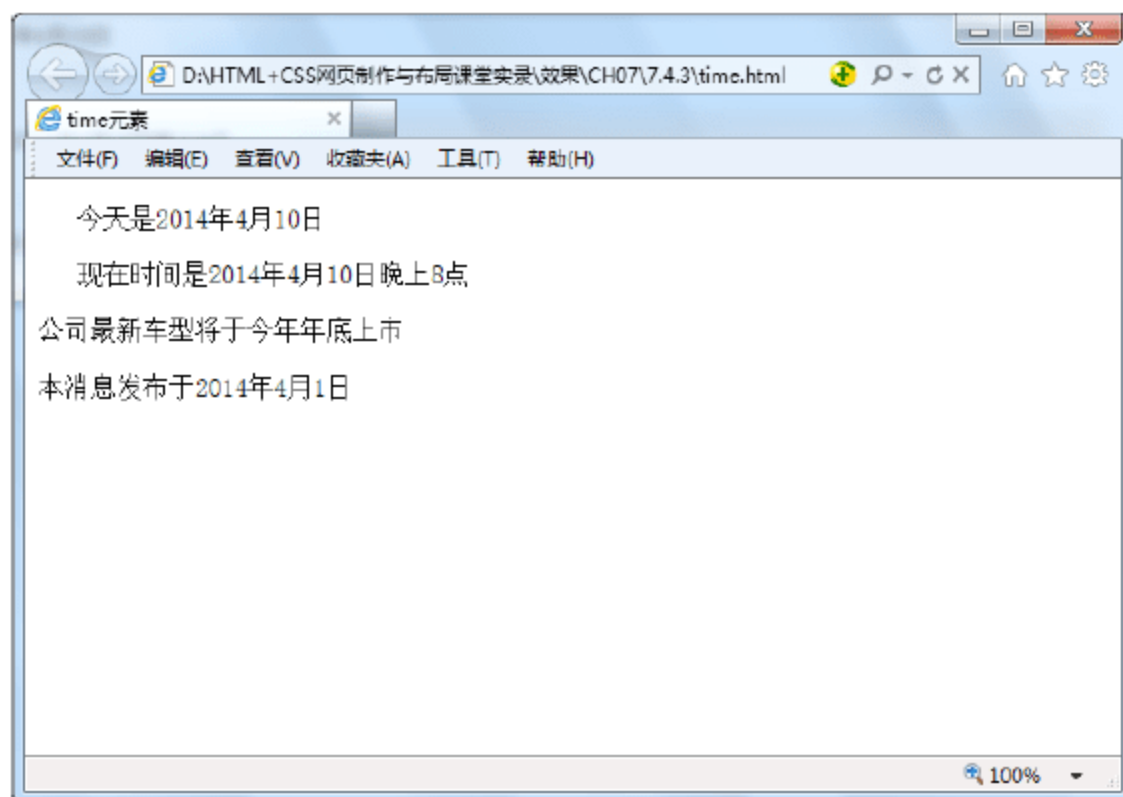 D:\HTML+CSS网页制作与布局课堂实录\效果\CH07\7.4.3\time.html
time元素
文件(F) 编辑(E) 查看(V) 收藏夹(A) 工具(T) 帮助(H)
今天是2014年4月10日
现在时间是2014年4月10日晚上8点
公司最新车型将于今年年底上市
本消息发布于2014年4月1日
100%